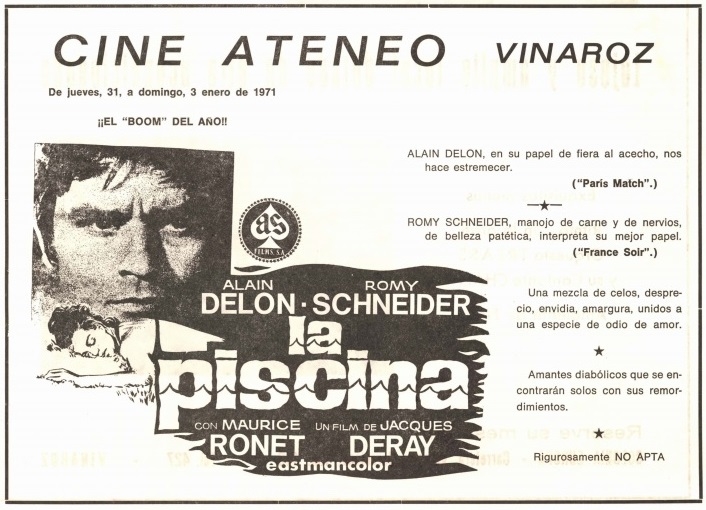 CINE ATENEO VINAROZ
De jueves, 31, a domingo, 3 enero de 1971
¡¡EL "BOOM" DEL AÑO!!
ALAIN DELON, en su papel de fiera al acecho, nos
hace estremecer.
("París Match".)
ROMY SCHNEIDER, manojo de carne y de nervios,
de belleza patética, interpreta su mejor papel.
("France Soir".)
Una mezcla de celos, despre-
cio, envidia, amargura, unidos a
una especie de odio de amor.
Amantes diabólicos que se en-
contrarán solos con sus remor-
dimientos.
Rigurosamente NO APTA
as
FILMS, S.A.
ALAIN ROMY
DELON · SCHNEIDER
la
piscina
CON MAURICE UN FILM DE JACQUES
RONET DERAY
eastmancolor